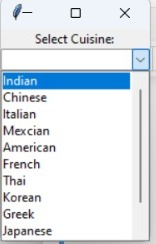 Select Cuisine:
Indian
Chinese
Italian
Mexcian
American
French
Thai
Korean
Greek
Japanese